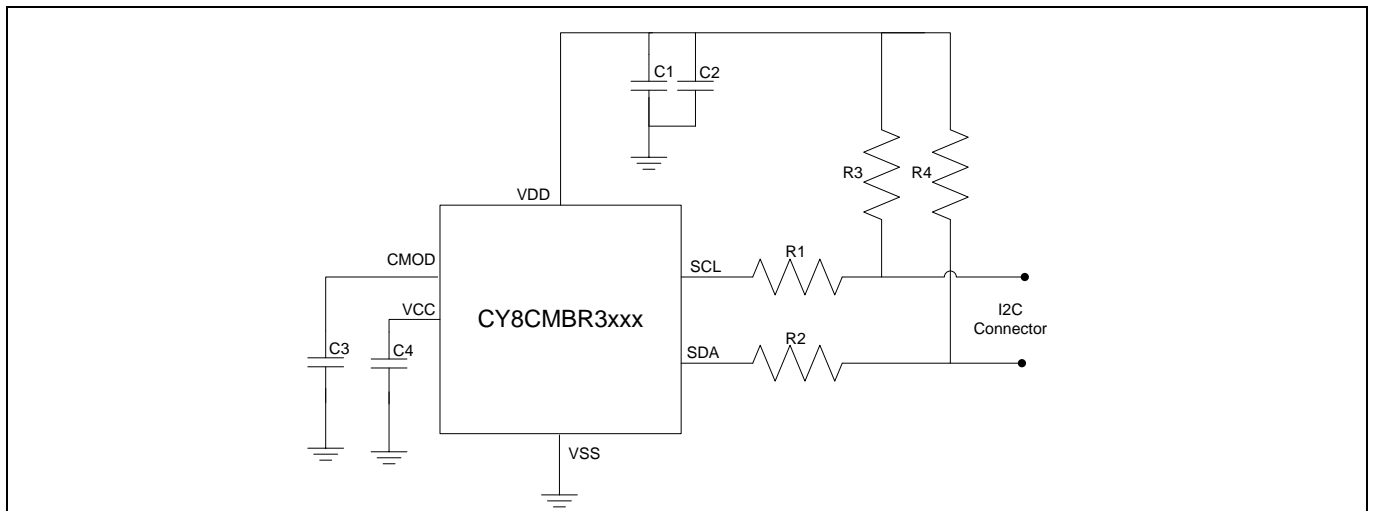 C1
C2
R3
R4
VDD
CMOD
SCL
R1
VCC
CY8CMBR3xxx
I2C
Connector
C3
C4
SDA
R2
VSS